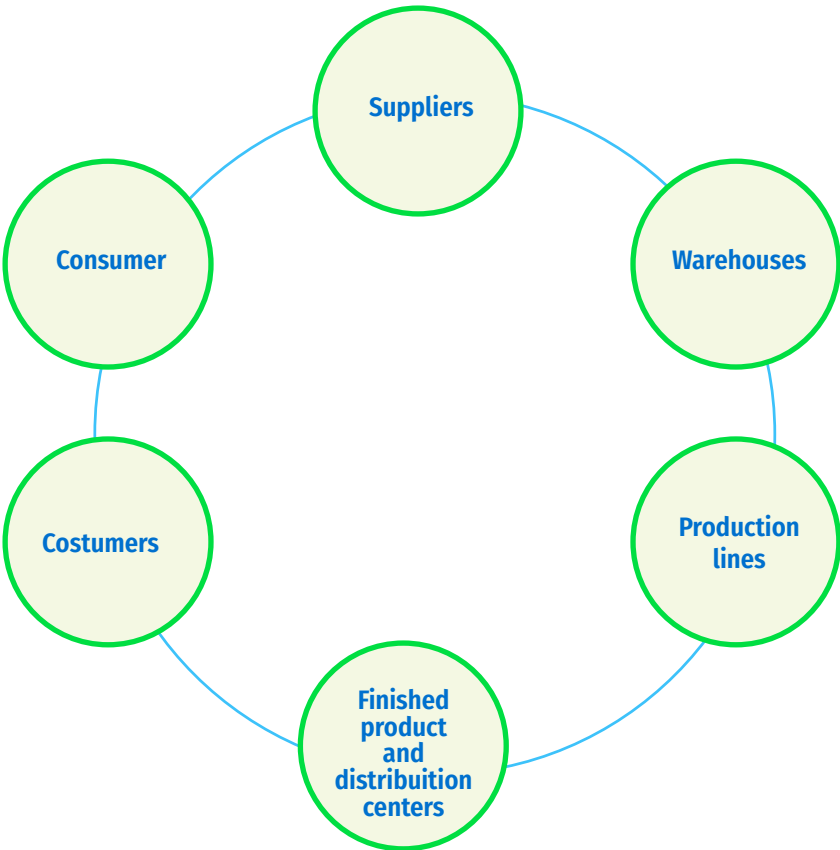 Suppliers
Warehouses
Production
lines
Finished
product
and
distribuition
centers
Costumers
Consumer